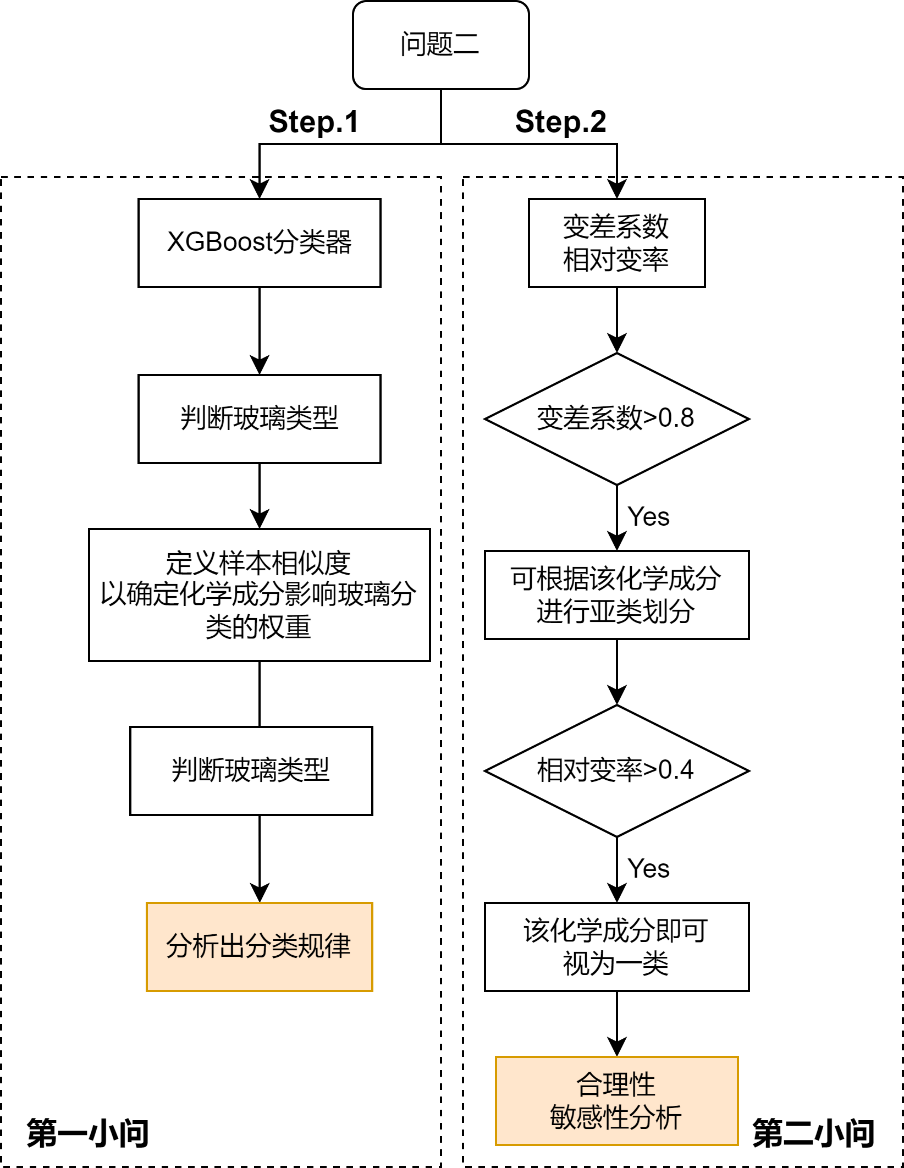 问题二
Step.1
Step.2
XGBoost分类器
判断玻璃类型
定义样本相似度
以确定化学成分影响玻璃分
类的权重
判断玻璃类型
分析出分类规律
第一小问
变差系数
相对变率
变差系数>0.8
Yes
可根据该化学成分
进行亚类划分
相对变率>0.4
Yes
该化学成分即可
视为一类
合理性
敏感性分析
第二小问